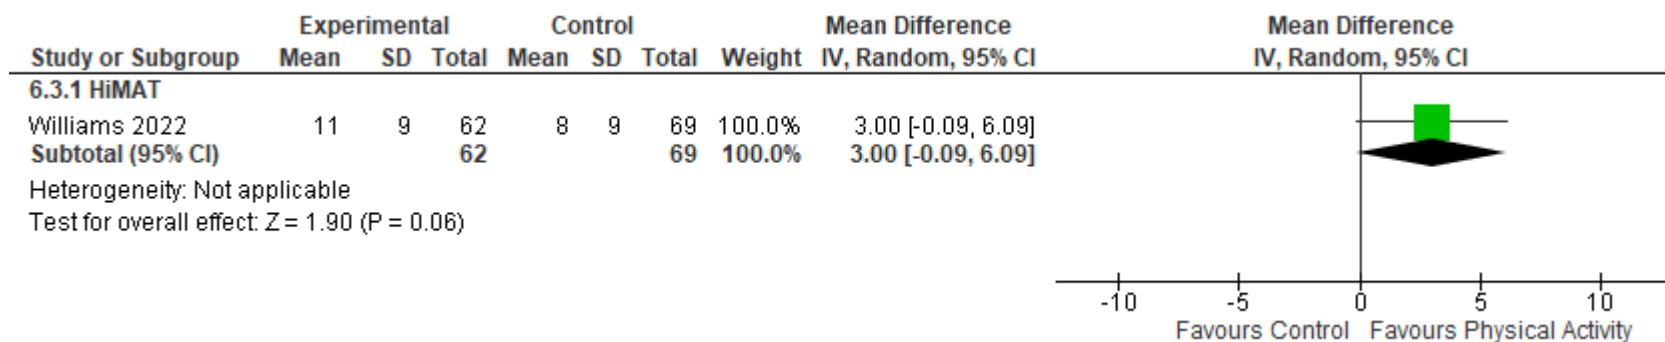 Experimental Control Mean Difference Mean Difference
Study or Subgroup Mean SD Total Mean SD Total Weight IV, Random, 95% CI IV, Random, 95% CI
6.3.1 HiMAT
Williams 2022 11 9 62 8 9 69 100.0% 3.00 [-0.09, 6.09]
Subtotal (95% CI) 62 69 100.0% 3.00 [-0.09, 6.09]
Heterogeneity: Not applicable
Test for overall effect: Z = 1.90 (P = 0.06)
-10 -5 0 5 10
Favours Control Favours Physical Activity